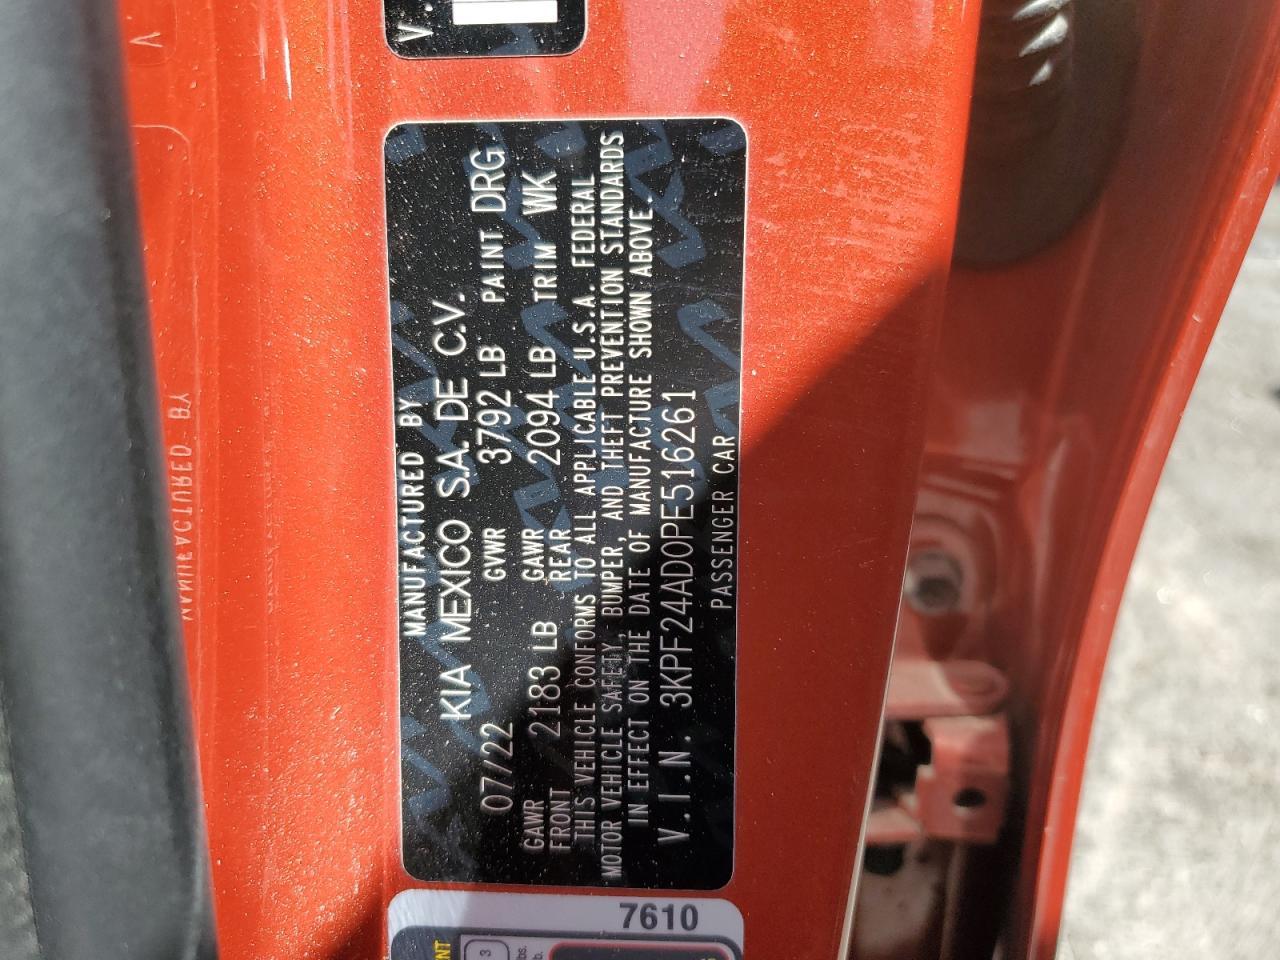 V.
MANUFACTURED BY
KIA MEXICO S.A. DE C.V.
07/22 GVWR 3792 LB PAINT DRG
GAWR FRONT 2183 LB GAWR REAR 2094 LB TRIM WK
THIS VEHICLE CONFORMS TO ALL APPLICABLE U.S.A. FEDERAL
MOTOR VEHICLE SAFETY, BUMPER, AND THEFT PREVENTION STANDARDS
IN EFFECT ON THE DATE OF MANUFACTURE SHOWN ABOVE.
V.I.N. 3KPF24AD0PE516261
PASSENGER CAR
7610
3
MANUFACTURED BY